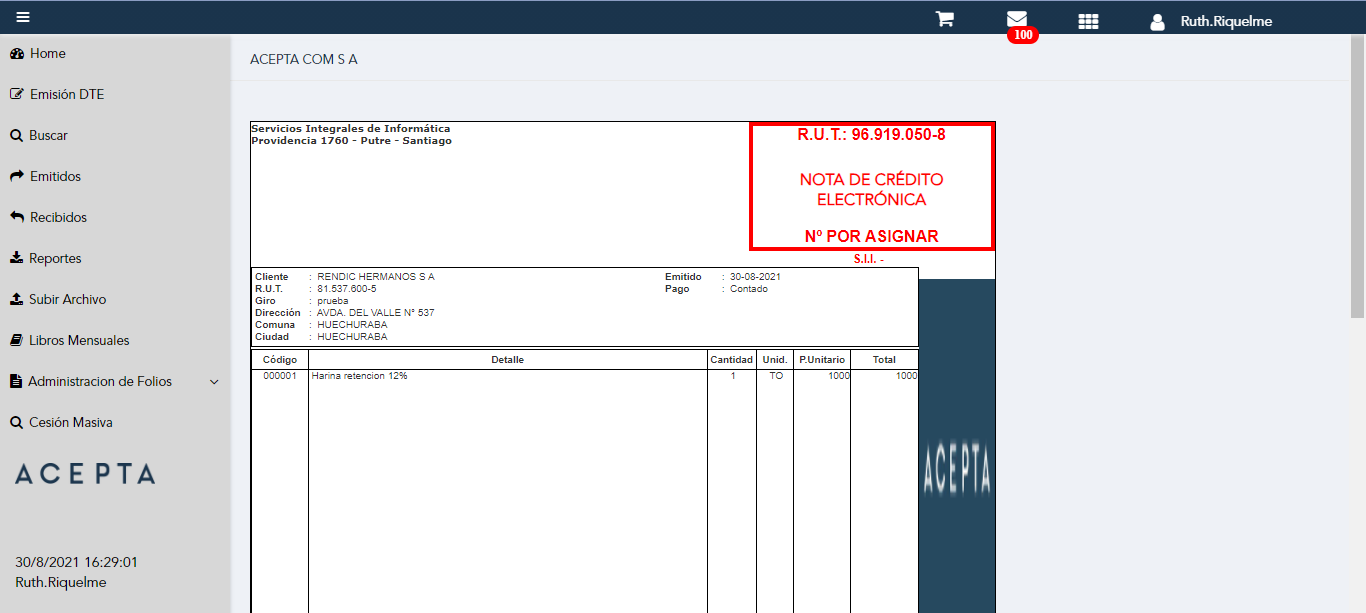 Ruth.Riquelme
100
Home
Emisión DTE
Buscar
Emitidos
Recibidos
Reportes
Subir Archivo
Libros Mensuales
Administracion de Folios
Cesión Masiva
ACEPTA
30/8/2021 16:29:01
Ruth.Riquelme
ACEPTA COM S A
Servicios Integrales de Informática
Providencia 1760 - Putre - Santiago
R.U.T.: 96.919.050-8
NOTA DE CRÉDITO
ELECTRÓNICA
Nº POR ASIGNAR
S.I.I. -
Cliente : RENDIC HERMANOS S A Emitido : 30-08-2021
R.U.T. : 81.537.600-5 Pago : Contado
Giro : prueba
Dirección : AVDA. DEL VALLE N° 537
Comuna : HUECHURABA
Ciudad : HUECHURABA
Código Detalle Cantidad Unid. P.Unitario Total
000001 Harina retencion 12% 1 TO 1000 1000
ACEPTA